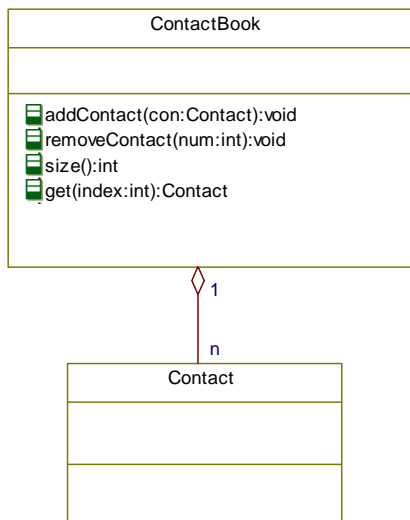 ContactBook
addContact(con:Contact):void
removeContact(num:int):void
size():int
get(index:int):Contact
1
n
Contact